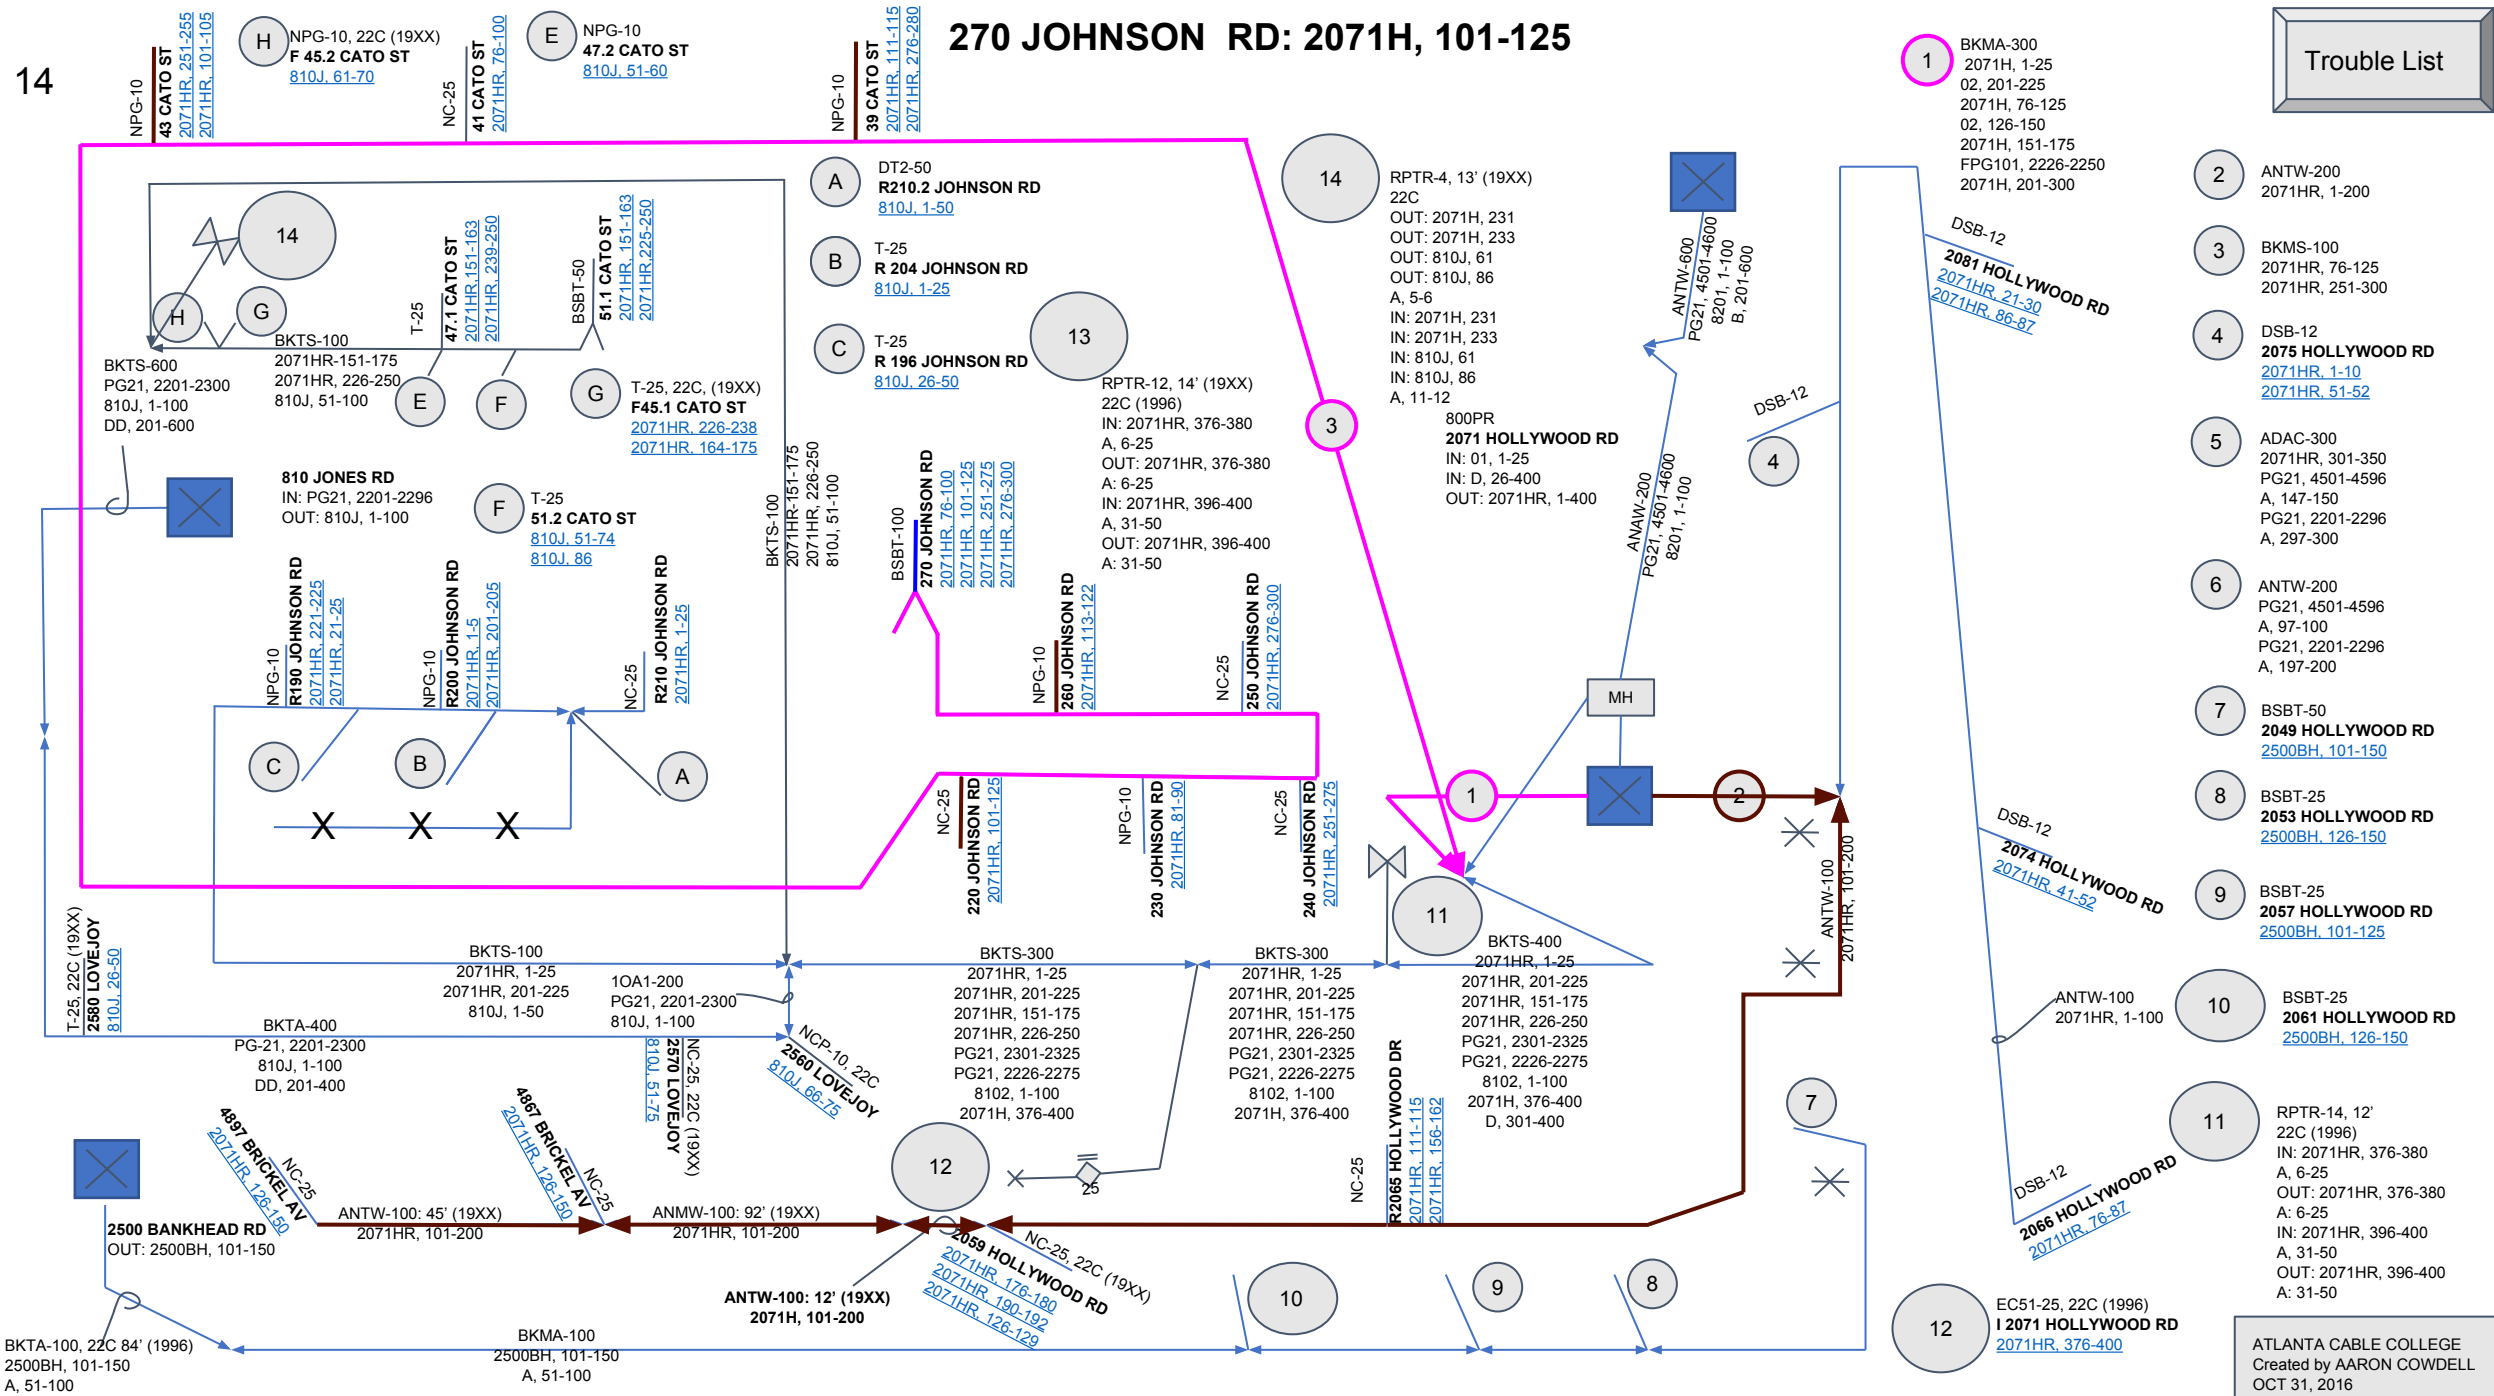 270 JOHNSON RD: 2071H, 101-125
14
Trouble List
NPG-10
43 CATO ST
2071HR, 251-255
2071HR, 101-105
H
NPG-10, 22C (19XX)
F 45.2 CATO ST
810J, 61-70
NC-25
41 CATO ST
2071HR, 76-100
E
NPG-10
47.2 CATO ST
810J, 51-60
NPG-10
39 CATO ST
2071HR, 111-115
2071HR, 276-280
1
BKMA-300
2071H, 1-25
02, 201-225
2071H, 76-125
02, 126-150
2071H, 151-175
FPG101, 2226-2250
2071H, 201-300
2
ANTW-200
2071HR, 1-200
3
BKMS-100
2071HR, 76-125
2071HR, 251-300
4
DSB-12
2075 HOLLYWOOD RD
2071HR, 1-10
2071HR, 51-52
5
ADAC-300
2071HR, 301-350
PG21, 4501-4596
A, 147-150
PG21, 2201-2296
A, 297-300
6
ANTW-200
PG21, 4501-4596
A, 97-100
PG21, 2201-2296
A, 197-200
7
BSBT-50
2049 HOLLYWOOD RD
2500BH, 101-150
8
BSBT-25
2053 HOLLYWOOD RD
2500BH, 126-150
9
BSBT-25
2057 HOLLYWOOD RD
2500BH, 101-125
10
BSBT-25
2061 HOLLYWOOD RD
2500BH, 126-150
11
RPTR-14, 12’
22C (1996)
IN: 2071HR, 376-380
A, 6-25
OUT: 2071HR, 376-380
A: 6-25
IN: 2071HR, 396-400
A, 31-50
OUT: 2071HR, 396-400
A: 31-50
12
EC51-25, 22C (1996)
I 2071 HOLLYWOOD RD
2071HR, 376-400
A
DT2-50
R210.2 JOHNSON RD
810J, 1-50
B
T-25
R 204 JOHNSON RD
810J, 1-25
C
T-25
R 196 JOHNSON RD
810J, 26-50
13
RPTR-12, 14’ (19XX)
22C (1996)
IN: 2071HR, 376-380
A, 6-25
OUT: 2071HR, 376-380
A: 6-25
IN: 2071HR, 396-400
A, 31-50
OUT: 2071HR, 396-400
A: 31-50
14
RPTR-4, 13’ (19XX)
22C
OUT: 2071H, 231
OUT: 2071H, 233
OUT: 810J, 61
OUT: 810J, 86
A, 5-6
IN: 2071H, 231
IN: 2071H, 233
IN: 810J, 61
IN: 810J, 86
A, 11-12
800PR
2071 HOLLYWOOD RD
IN: 01, 1-25
IN: D, 26-400
OUT: 2071HR, 1-400
3
ANTW-600
PG21, 4501-4600
8201, 1-100
B, 201-600
ANAW-200
PG21, 4501-4600
8201, 1-100
MH
DSB-12
2081 HOLLYWOOD RD
2071HR, 21-30
2071HR, 86-87
DSB-12
4
14
H
G
T-25
47.1 CATO ST
2071HR,151-163
2071HR, 239-250
BSBT-50
51.1 CATO ST
2071HR, 151-163
2071HR,225-250
BKTS-100
2071HR-151-175
2071HR, 226-250
810J, 51-100
E
F
G
T-25, 22C, (19XX)
F45.1 CATO ST
2071HR, 226-238
2071HR, 164-175
BKTS-600
PG21, 2201-2300
810J, 1-100
DD, 201-600
810 JONES RD
IN: PG21, 2201-2296
OUT: 810J, 1-100
F
T-25
51.2 CATO ST
810J, 51-74
810J, 86
BKTS-100
2071HR-151-175
2071HR, 226-250
810J, 51-100
BSBT-100
270 JOHNSON RD
2071HR, 76-100
2071HR, 101-125
2071HR, 251-275
2071HR, 276-300
NPG-10
R190 JOHNSON RD
2071HR, 221-225
2071HR, 21-25
NPG-10
R200 JOHNSON RD
2071HR, 1-5
2071HR, 201-205
NC-25
R210 JOHNSON RD
2071HR, 1-25
NPG-10
260 JOHNSON RD
2071HR, 113-122
NC-25
250 JOHNSON RD
2071HR, 276-300
C
B
A
X X X
NC-25
220 JOHNSON RD
2071HR, 101-125
NPG-10
230 JOHNSON RD
2071HR, 81-90
NC-25
240 JOHNSON RD
2071HR, 251-275
1
2
11
ANTW-100
2071HR, 101-200
DSB-12
2074 HOLLYWOOD RD
2071HR, 41-52
T-25, 22C (19XX)
2580 LOVEJOY
810J, 26-50
BKTS-100
2071HR, 1-25
2071HR, 201-225
810J, 1-50
1OA1-200
PG21, 2201-2300
810J, 1-100
BKTA-400
PG-21, 2201-2300
810J, 1-100
DD, 201-400
NC-25, 22C (19XX)
2570 LOVEJOY
810J, 51-75
NCP-10, 22C
2560 LOVEJOY
810J, 66-75
BKTS-300
2071HR, 1-25
2071HR, 201-225
2071HR, 151-175
2071HR, 226-250
PG21, 2301-2325
PG21, 2226-2275
8102, 1-100
2071H, 376-400
BKTS-300
2071HR, 1-25
2071HR, 201-225
2071HR, 151-175
2071HR, 226-250
PG21, 2301-2325
PG21, 2226-2275
8102, 1-100
2071H, 376-400
BKTS-400
2071HR, 1-25
2071HR, 201-225
2071HR, 151-175
2071HR, 226-250
PG21, 2301-2325
PG21, 2226-2275
8102, 1-100
2071H, 376-400
D, 301-400
ANTW-100
2071HR, 1-100
7
DSB-12
2066 HOLLYWOOD RD
2071HR, 76-87
NC-25
R2065 HOLLYWOOD DR
2071HR, 111-115
2071HR, 156-162
25
12
2500 BANKHEAD RD
OUT: 2500BH, 101-150
NC-25
4897 BRICKEL AV
2071HR, 126-150
ANTW-100: 45’ (19XX)
2071HR, 101-200
NC-25
4867 BRICKEL AV
2071HR, 126-150
ANMW-100: 92’ (19XX)
2071HR, 101-200
NC-25, 22C (19XX)
2059 HOLLYWOOD RD
2071HR, 176-180
2071HR, 190-192
2071HR, 126-129
ANTW-100: 12’ (19XX)
2071H, 101-200
10
9
8
BKTA-100, 22C 84’ (1996)
2500BH, 101-150
A, 51-100
BKMA-100
2500BH, 101-150
A, 51-100
ATLANTA CABLE COLLEGE
Created by AARON COWDELL
OCT 31, 2016